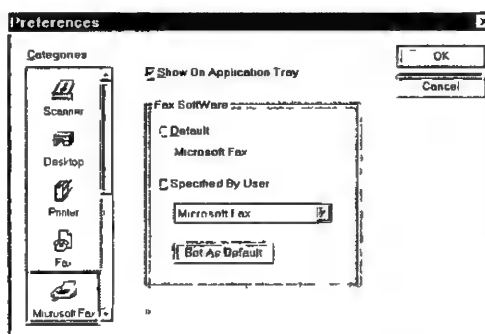 Preferences
Categories
Scanner
Desktop
Printer
Fax
Microsoft Fax
Show On Application Tray
Fax SoftWare
Default
Microsoft Fax
Specified By User
Microsoft Fax
Set As Default
OK
Cancel